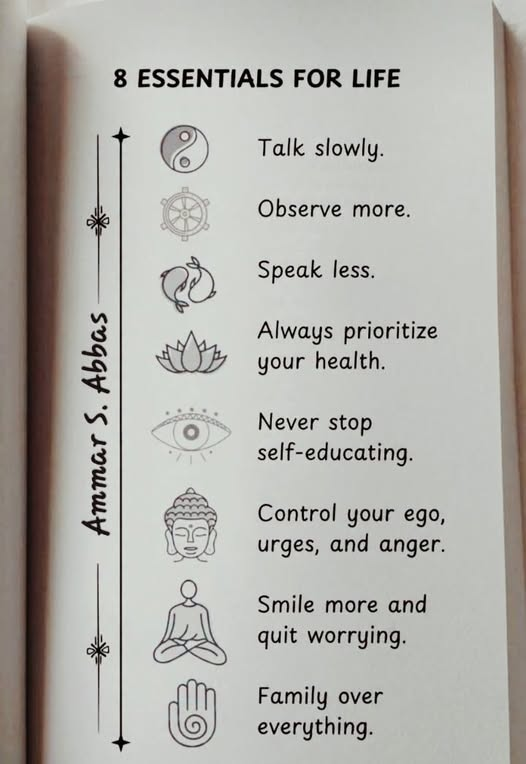 8 ESSENTIALS FOR LIFE
Talk slowly.
Observe more.
Speak less.
Always prioritize
your health.
Never stop
self-educating.
Control your ego,
urges, and anger.
Smile more and
quit worrying.
Family over
everything.
Ammar S. Abbas